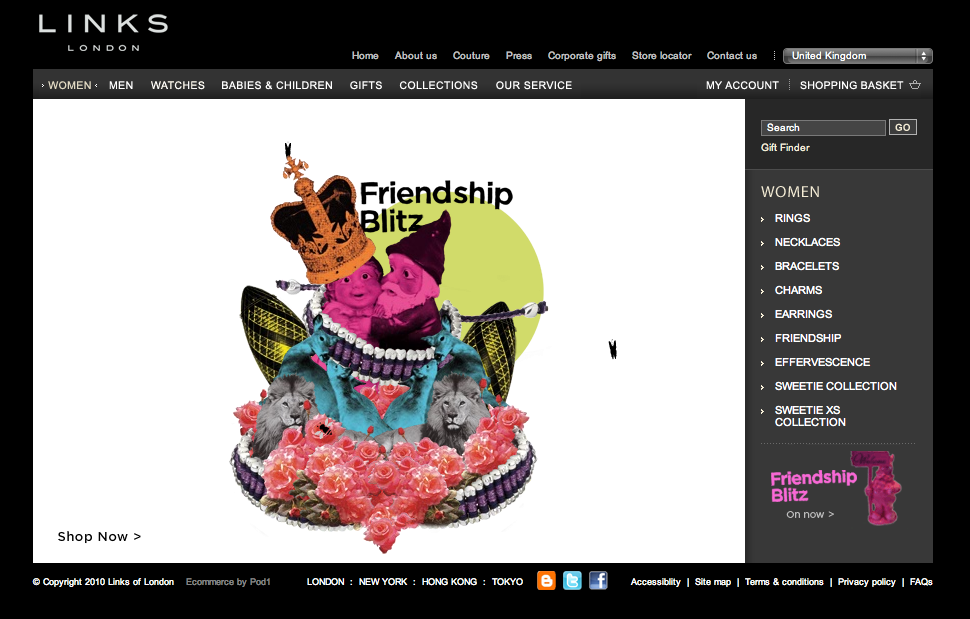 LINKS
LONDON
Home About us Couture Press Corporate gifts Store locator Contact us United Kingdom
WOMEN MEN WATCHES BABIES & CHILDREN GIFTS COLLECTIONS OUR SERVICE MY ACCOUNT SHOPPING BASKET
Search GO
Gift Finder
Friendship
Blitz
WOMEN
RINGS
NECKLACES
BRACELETS
CHARMS
EARRINGS
FRIENDSHIP
EFFERVESCENCE
SWEETIE COLLECTION
SWEETIE XS
COLLECTION
Friendship
Blitz
On now >
Shop Now >
© Copyright 2010 Links of London Ecommerce by Pod1 LONDON : NEW YORK : HONG KONG : TOKYO Accessiblity | Site map | Terms & conditions | Privacy policy | FAQs